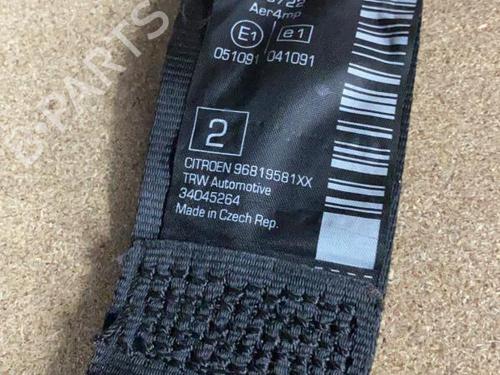 Aer4mp
E1 e1
051091 041091
2
CITROEN 96819581XX
TRW Automotive
34045264
Made in Czech Rep.
B-PARTS